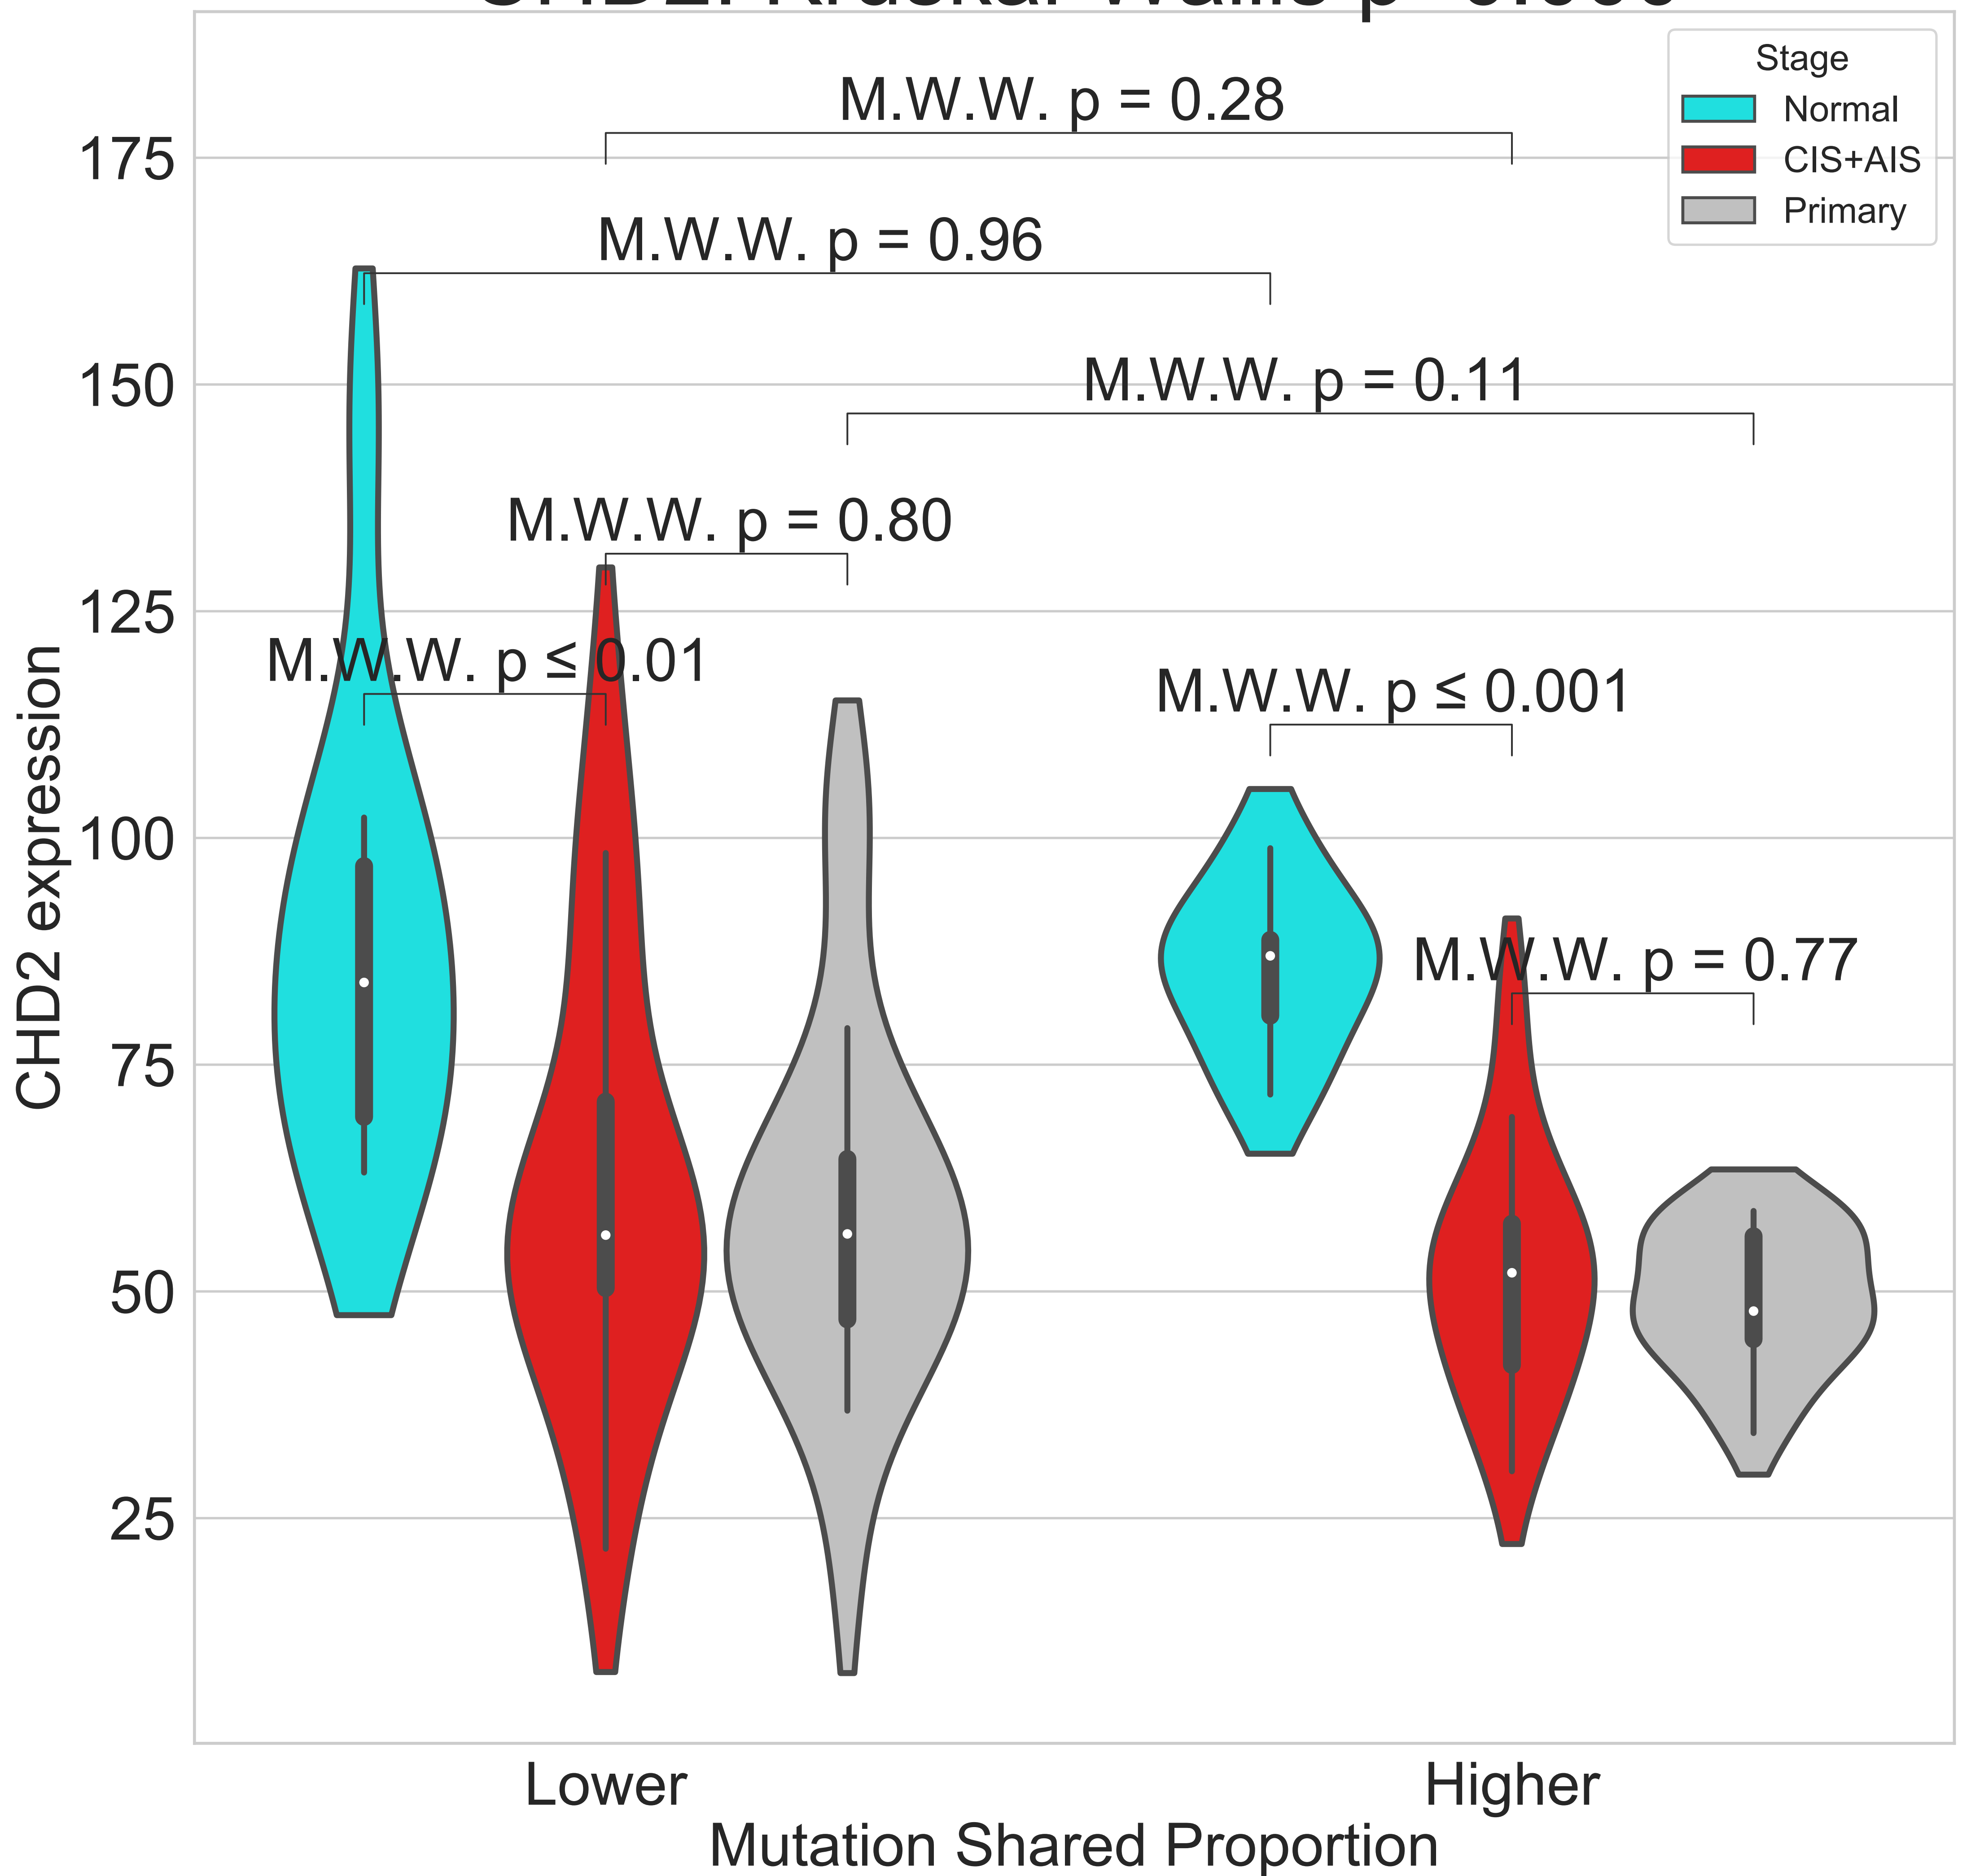 Stage
Normal
CIS+AIS
Primary
M.W.W. p = 0.28
175
M.W.W. p = 0.96
150
M.W.W. p = 0.11
M.W.W. p = 0.80
125
M.W.W. p ≤ 0.01
M.W.W. p ≤ 0.001
100
M.W.W. p = 0.77
75
50
25
CHD2 expression
Lower
Higher
Mutation Shared Proportion